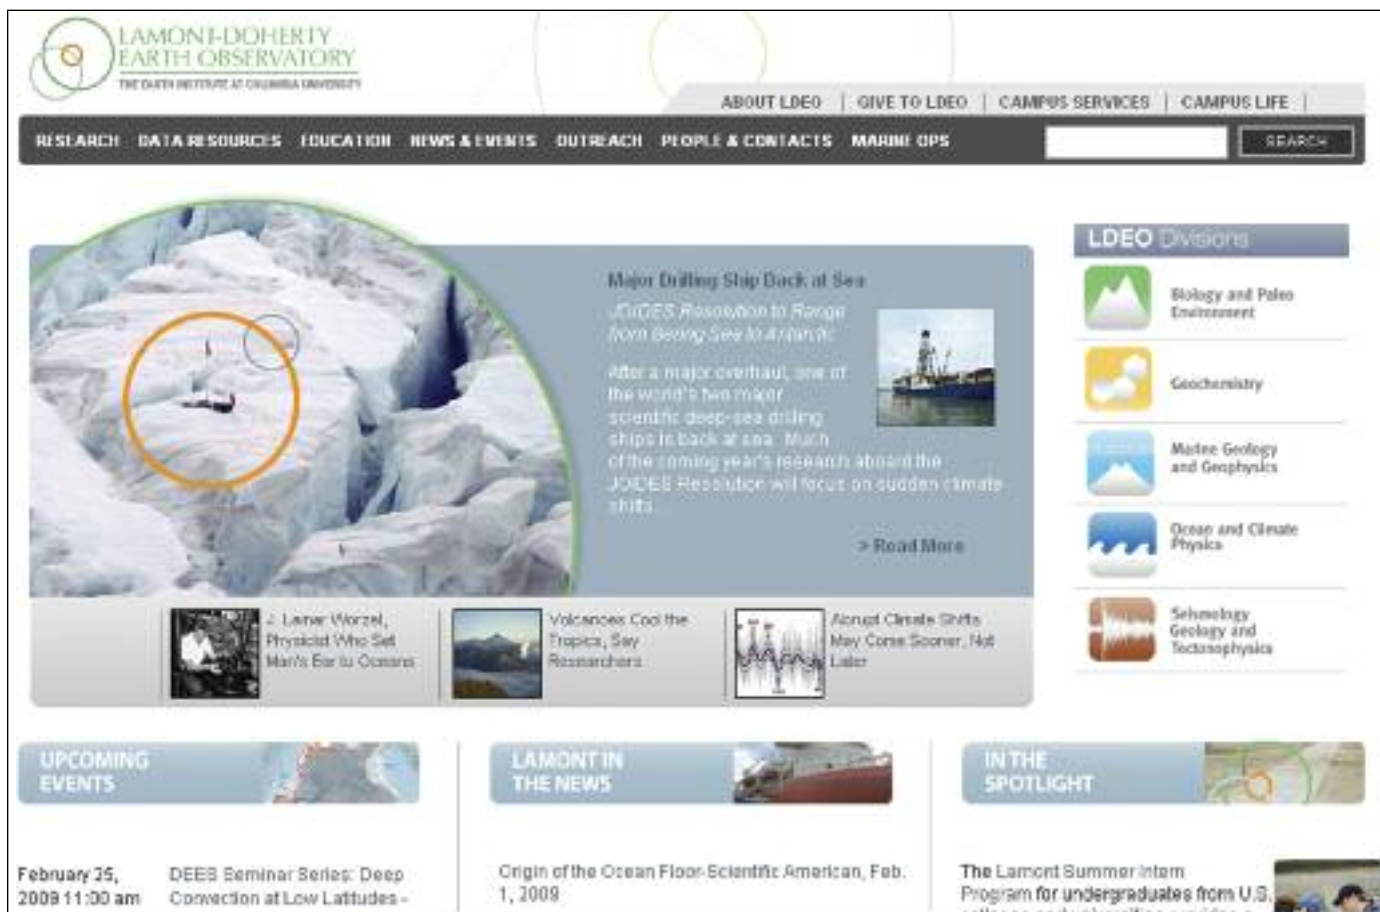 LAMONT-DOHERTY
EARTH OBSERVATORY
THE EARTH INSTITUTE AT COLUMBIA UNIVERSITY
ABOUT LDEO | GIVE TO LDEO | CAMPUS SERVICES | CAMPUS LIFE |
RESEARCH DATA RESOURCES EDUCATION NEWS & EVENTS OUTREACH PEOPLE & CONTACTS MARINE OPS SEARCH
Major Drilling Ship Back at Sea
JOIDES Resolution to Range
from Bering Sea to Antarctic
After a major overhaul, one of
the world's two major
scientific deep-sea drilling
ships is back at sea. Much
of the coming year's research aboard the
JOIDES Resolution will focus on sudden climate
shifts.
> Read More
LDEO Divisions
Biology and Paleo
Environment
Geochemistry
Marine Geology
and Geophysics
Ocean and Climate
Physics
Seismology
Geology and
Tectonophysics
J. Lamar Worzel,
Physicist Who Set
Man's Ear to Oceans
Volcanoes Cool the
Tropics, Say
Researchers
Abrupt Climate Shifts
May Come Sooner, Not
Later
UPCOMING
EVENTS
February 25,
2009 11:00 am
DEES Seminar Series: Deep
Convection at Low Latitudes -
LAMONT IN
THE NEWS
Origin of the Ocean Floor-Scientific American, Feb.
1, 2009
IN THE
SPOTLIGHT
The Lamont Summer Intern
Program for undergraduates from U.S.